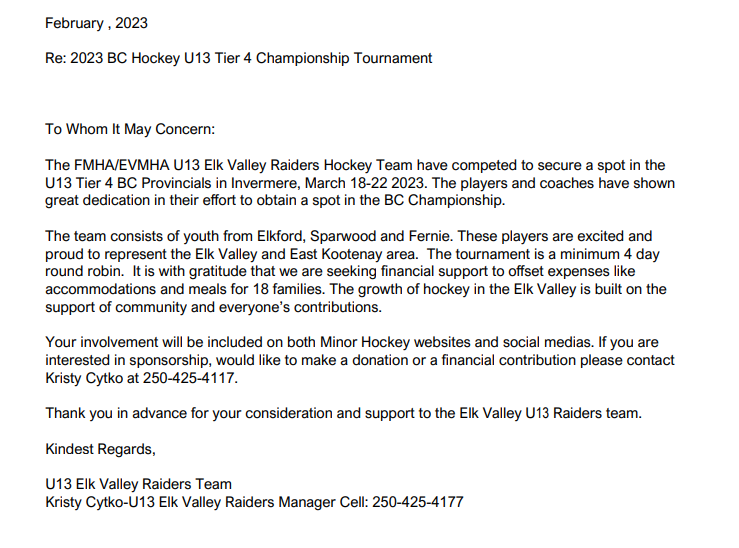 February , 2023
Re: 2023 BC Hockey U13 Tier 4 Championship Tournament
To Whom It May Concern:
The FMHA/EVMHA U13 Elk Valley Raiders Hockey Team have competed to secure a spot in the
U13 Tier 4 BC Provincials in Invermere, March 18-22 2023. The players and coaches have shown
great dedication in their effort to obtain a spot in the BC Championship.
The team consists of youth from Elkford, Sparwood and Fernie. These players are excited and
proud to represent the Elk Valley and East Kootenay area.  The tournament is a minimum 4 day
round robin.  It is with gratitude that we are seeking financial support to offset expenses like
accommodations and meals for 18 families. The growth of hockey in the Elk Valley is built on the
support of community and everyone’s contributions.
Your involvement will be included on both Minor Hockey websites and social medias. If you are
interested in sponsorship, would like to make a donation or a financial contribution please contact
Kristy Cytko at 250-425-4117.
Thank you in advance for your consideration and support to the Elk Valley U13 Raiders team.
Kindest Regards,
U13 Elk Valley Raiders Team
Kristy Cytko-U13 Elk Valley Raiders Manager Cell: 250-425-4177